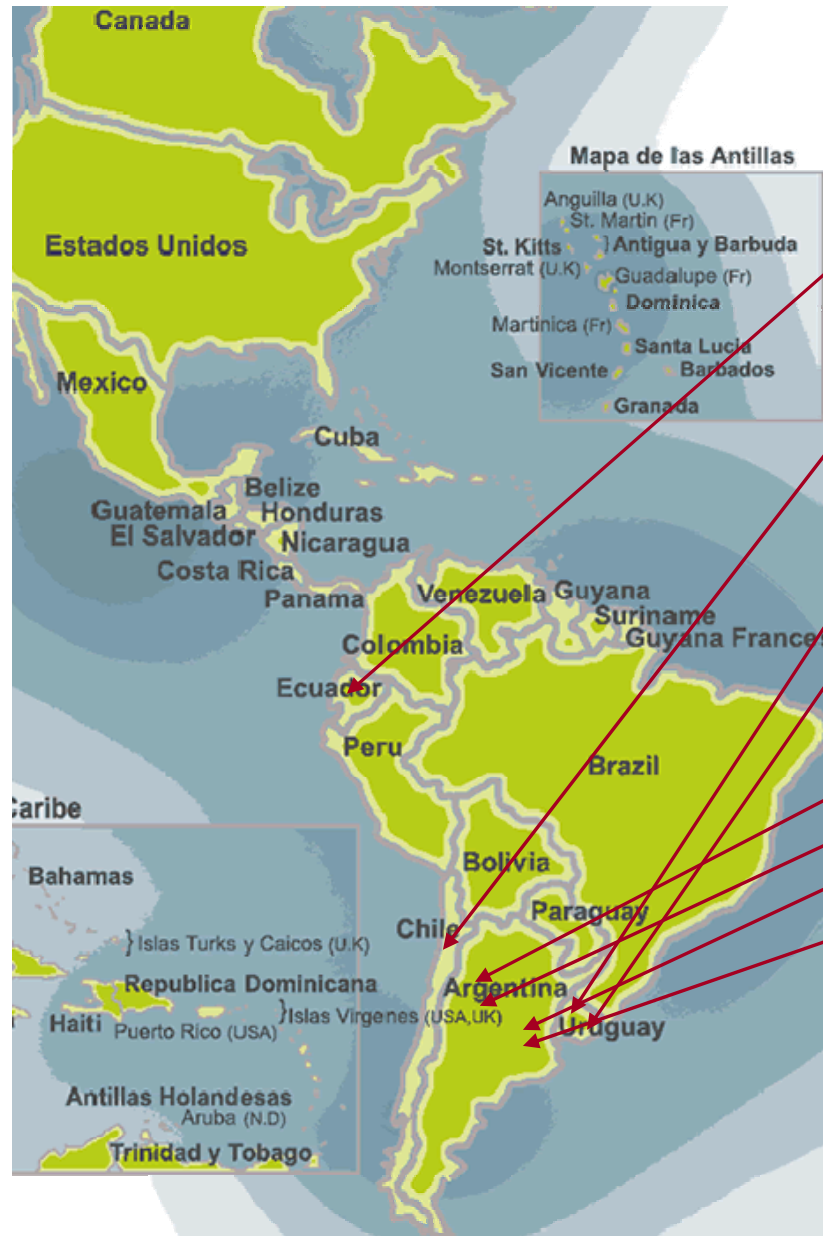 Canada
Mapa de las Antillas
Anguilla (U.K)
St. Martin (Fr)
St. Kitts } Antigua y Barbuda
Montserrat (U.K)
Guadalupe (Fr)
Dominica
Martinica (Fr)
Santa Lucia
San Vicente
Barbados
Granada
Estados Unidos
Mexico
Cuba
Belize
Guatemala
Honduras
El Salvador
Nicaragua
Costa Rica
Panama
Venezuela
Guyana
Suriname
Guyana Frances
Colombia
Ecuador
Peru
Brazil
Bolivia
Paraguay
Chile
Argentina
Uruguay
Caribe
Bahamas
}Islas Turks y Caicos (U.K)
Republica Dominicana
Haiti
Puerto Rico (USA)
}Islas Virgenes (USA,UK)
Antillas Holandesas
Aruba (N.D)
Trinidad y Tobago